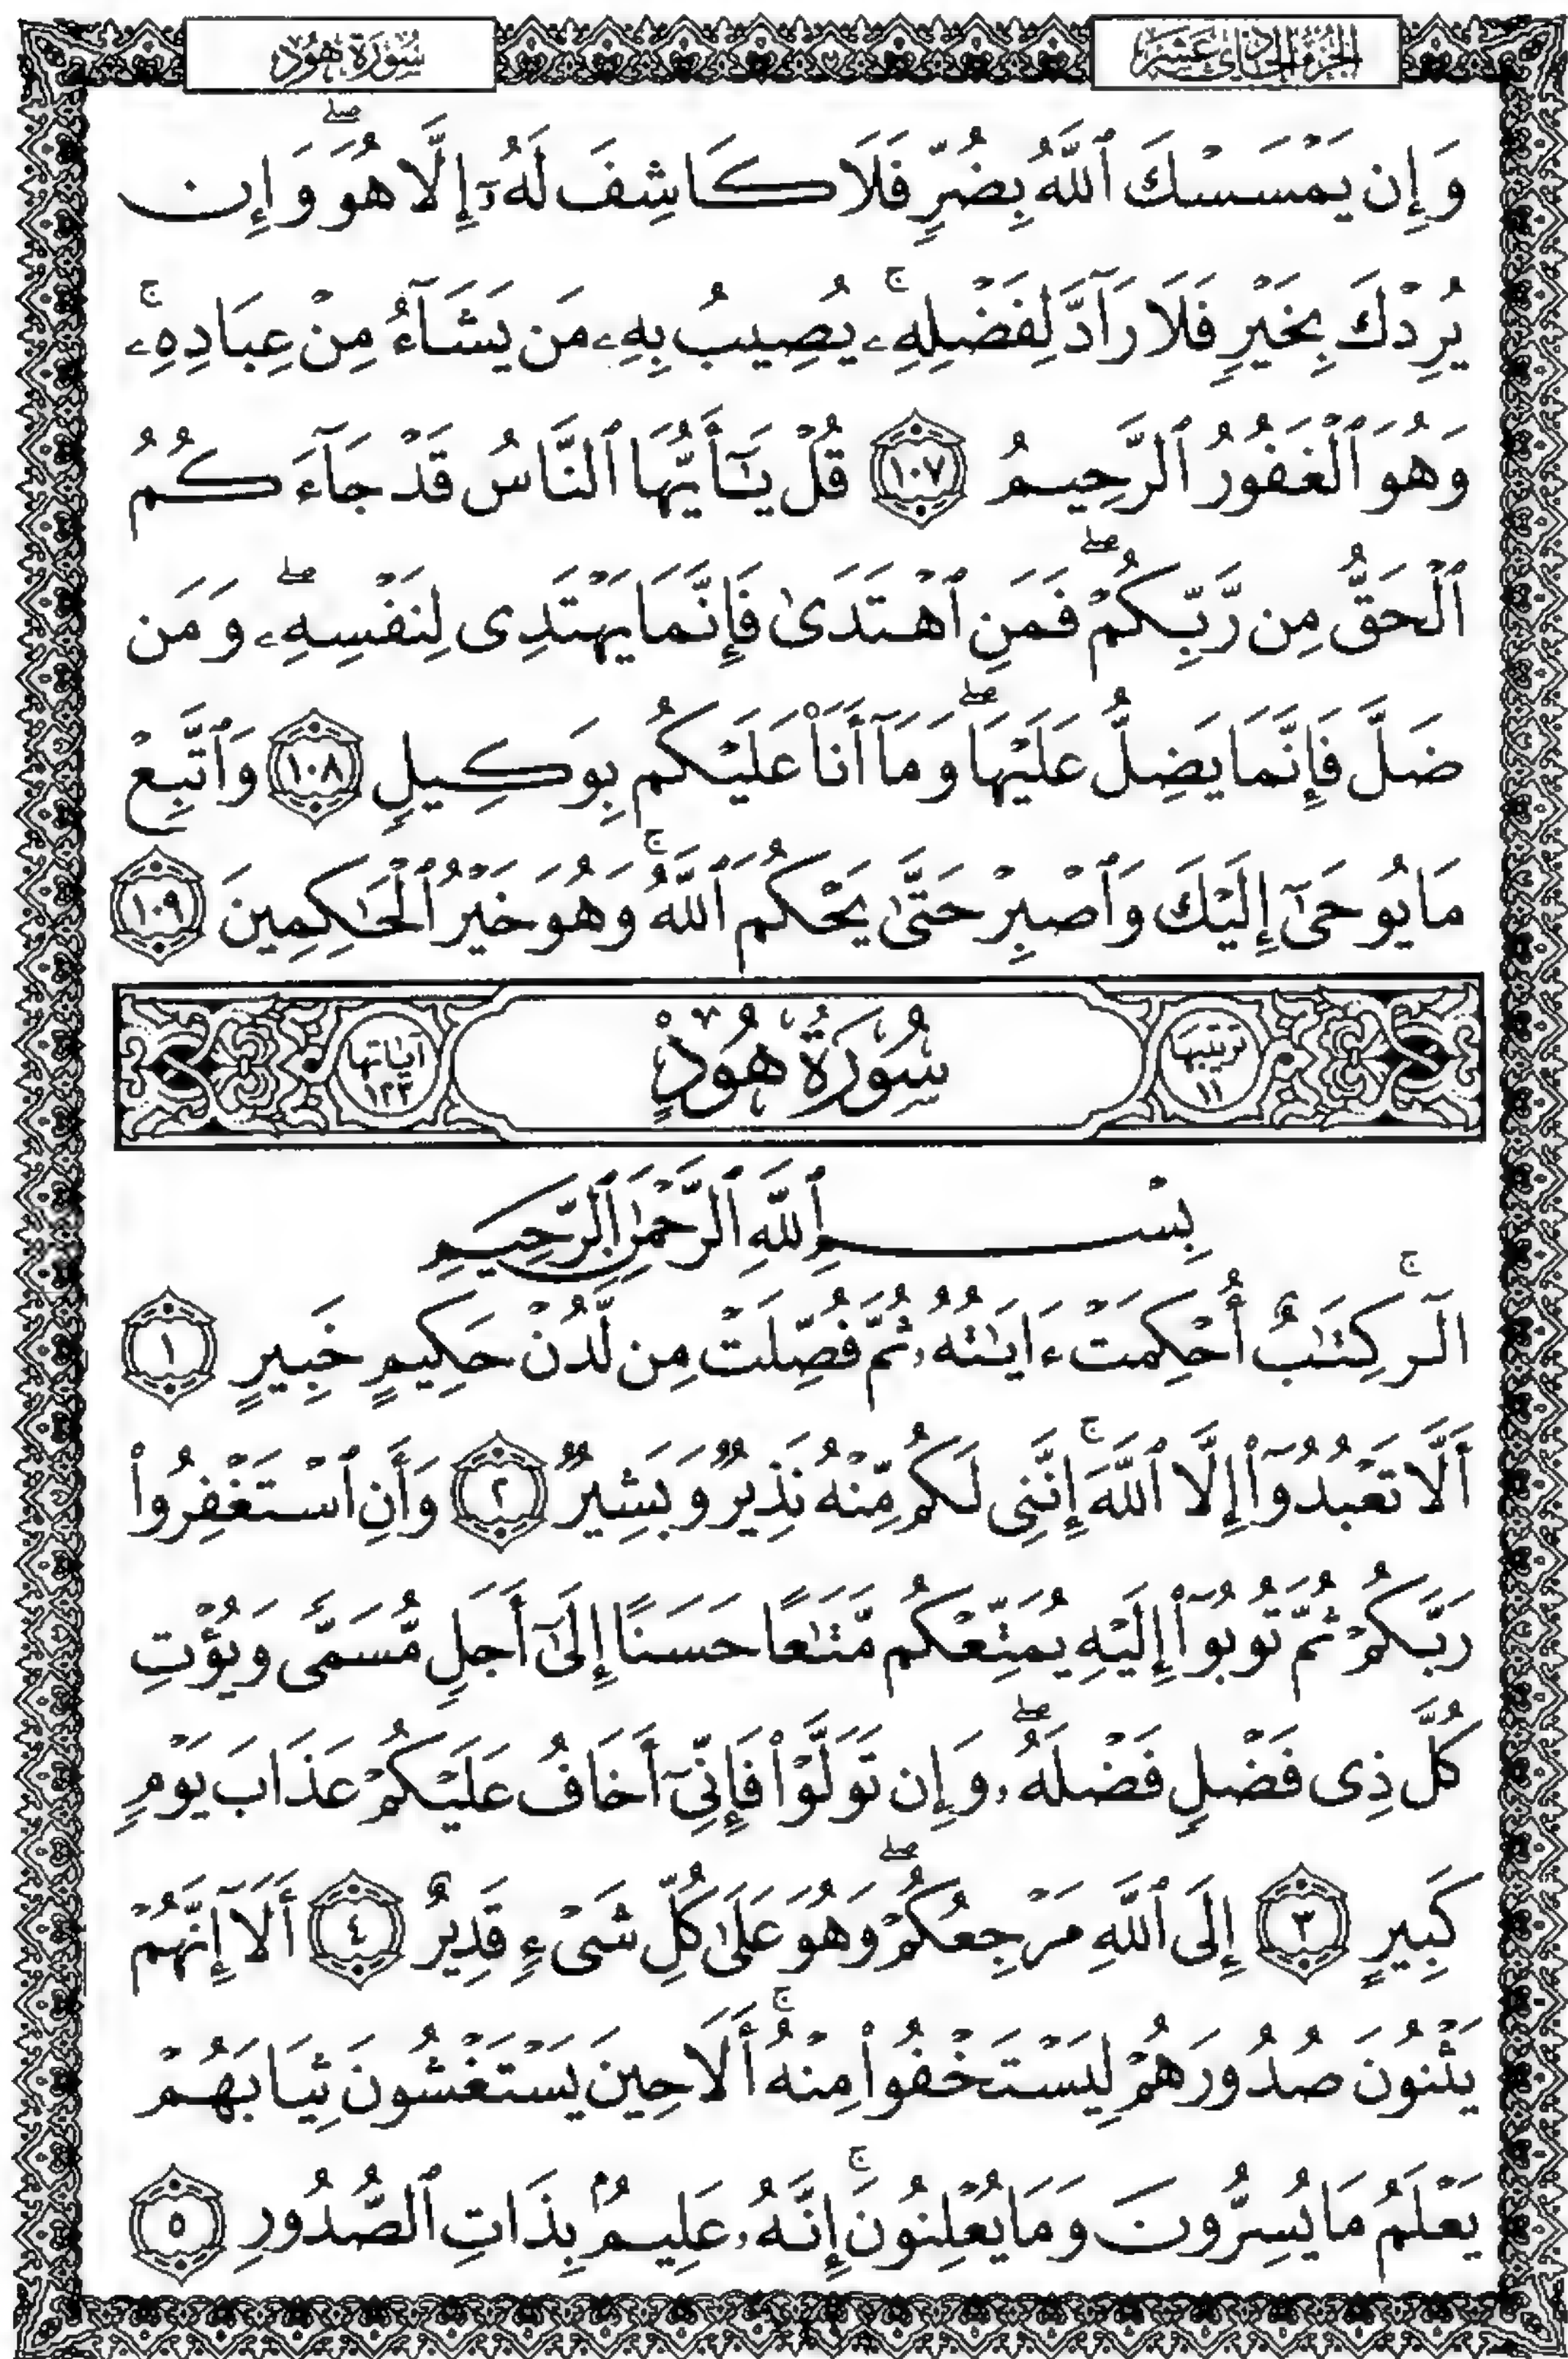 الجزء الحادي عشر
سُورَةُ هُودٍ
وَإِن يَمْسَسْكَ ٱللَّهُ بِضُرٍّ فَلَا كَاشِفَ لَهُۥٓ إِلَّا هُوَ ۖ وَإِن
يُرِدْكَ بِخَيْرٍ فَلَا رَآدَّ لِفَضْلِهِۦ ۚ يُصِيبُ بِهِۦ مَن يَشَآءُ مِنْ عِبَادِهِۦ ۚ
وَهُوَ ٱلْغَفُورُ ٱلرَّحِيمُ ١٠٧ قُلْ يَٰٓأَيُّهَا ٱلنَّاسُ قَدْ جَآءَكُمُ
ٱلْحَقُّ مِن رَّبِّكُمْ ۖ فَمَنِ ٱهْتَدَىٰ فَإِنَّمَا يَهْتَدِى لِنَفْسِهِۦ ۖ وَمَن
ضَلَّ فَإِنَّمَا يَضِلُّ عَلَيْهَا ۖ وَمَآ أَنَا۠ عَلَيْكُم بِوَكِيلٍ ١٠٨ وَٱتَّبِعْ
مَا يُوحَىٰٓ إِلَيْكَ وَٱصْبِرْ حَتَّىٰ يَحْكُمَ ٱللَّهُ ۚ وَهُوَ خَيْرُ ٱلْحَٰكِمِينَ ١٠٩
ترتيبها ١١
سُورَةُ هُودٍ
آياتها ١٢٣
بِسْمِ ٱللَّهِ ٱلرَّحْمَٰنِ ٱلرَّحِيمِ
الٓر ۚ كِتَٰبٌ أُحْكِمَتْ ءَايَٰتُهُۥ ثُمَّ فُصِّلَتْ مِن لَّدُنْ حَكِيمٍ خَبِيرٍ ١
أَلَّا تَعْبُدُوٓا۟ إِلَّا ٱللَّهَ ۚ إِنَّنِى لَكُم مِّنْهُ نَذِيرٌ وَبَشِيرٌ ٢ وَأَنِ ٱسْتَغْفِرُوا۟
رَبَّكُمْ ثُمَّ تُوبُوٓا۟ إِلَيْهِ يُمَتِّعْكُم مَّتَٰعًا حَسَنًا إِلَىٰٓ أَجَلٍ مُّسَمًّى وَيُؤْتِ
كُلَّ ذِى فَضْلٍ فَضْلَهُۥ ۖ وَإِن تَوَلَّوْا۟ فَإِنِّىٓ أَخَافُ عَلَيْكُمْ عَذَابَ يَوْمٍ
كَبِيرٍ ٣ إِلَى ٱللَّهِ مَرْجِعُكُمْ ۖ وَهُوَ عَلَىٰ كُلِّ شَىْءٍ قَدِيرٌ ٤ أَلَآ إِنَّهُمْ
يَثْنُونَ صُدُورَهُمْ لِيَسْتَخْفُوا۟ مِنْهُ ۚ أَلَا حِينَ يَسْتَغْشُونَ ثِيَابَهُمْ
يَعْلَمُ مَا يُسِرُّونَ وَمَا يُعْلِنُونَ ۚ إِنَّهُۥ عَلِيمٌۢ بِذَاتِ ٱلصُّدُورِ ٥